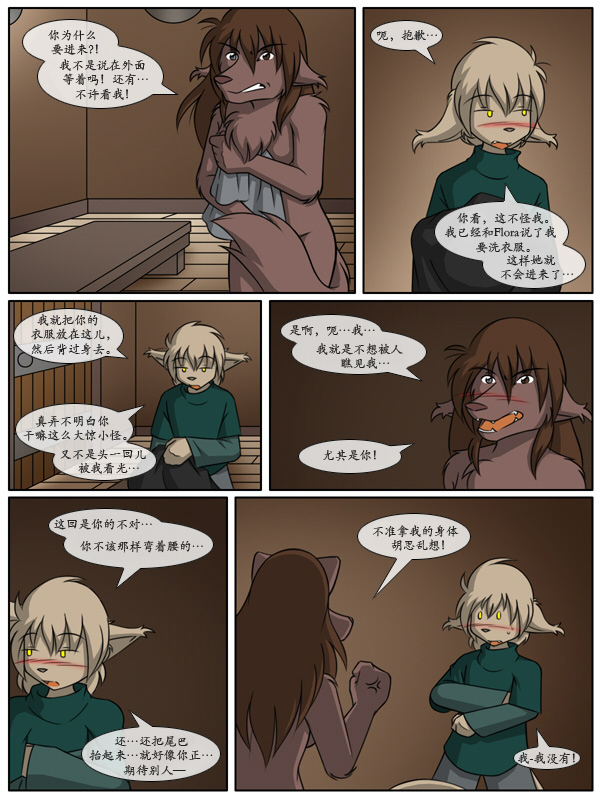 你为什么
要进来?!
我不是说在外面
等着吗！还有…
不许看我！
呃，抱歉…
你看，这不怪我。
我已经和Flora说了我
要洗衣服。
这样她就
不会进来了…
我就把你的
衣服放在这儿，
然后背过身去。
真弄不明白你
干嘛这么大惊小怪。
又不是头一回儿
被我看光…
是啊，呃…我…
我就是不想被人
瞧见我…
尤其是你！
这回是你的不对…
你不该那样弯着腰的…
还…还把尾巴
抬起来…就好像你正…
期待别人—
不准拿我的身体
胡思乱想！
我-我没有！